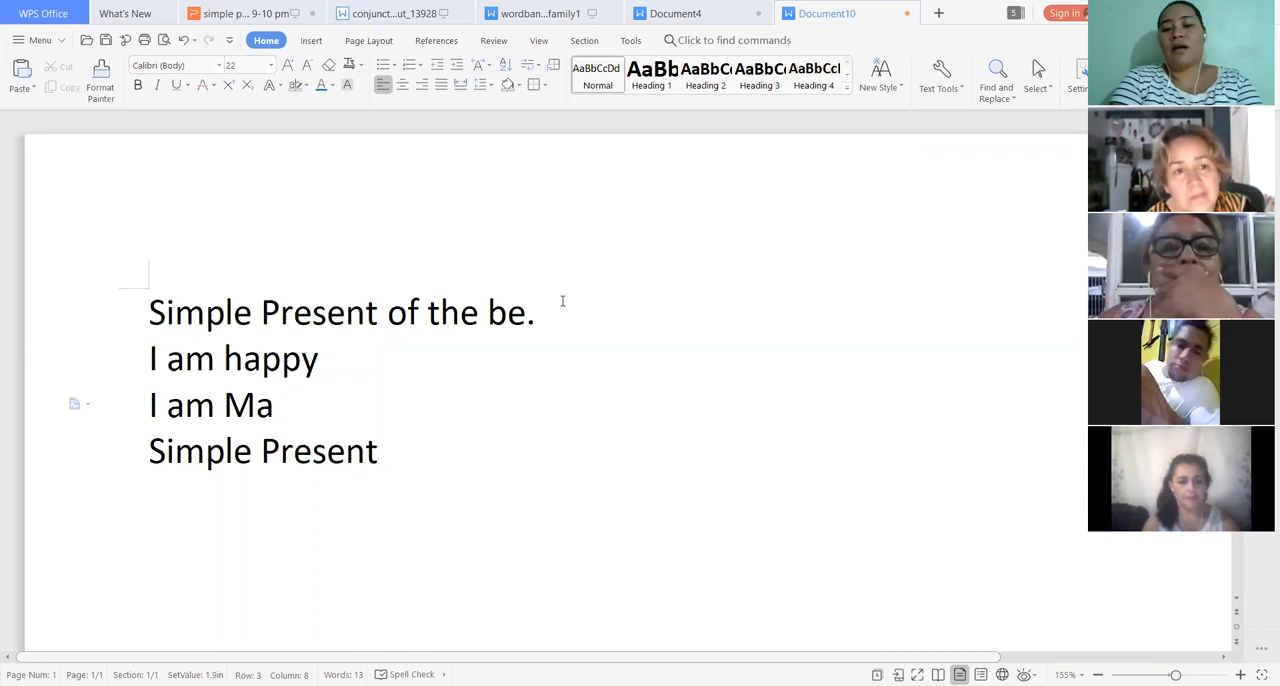 WPS Office
What's New
simple p... 9-10 pm
conjunct...ut_13928
wordban...family1
Document4
Document10
+
5
Sign in
Menu
Home
Insert
Page Layout
References
Review
View
Section
Tools
Click to find commands
Paste
Cut
Copy
Format Painter
Calibri (Body)
22
AaBbCcDd
Normal
AaBb
Heading 1
AaBbC
Heading 2
AaBbC
Heading 3
AaBbCcI
Heading 4
New Style
Text Tools
Find and Replace
Select
Simple Present of the be.
I am happy
I am Ma
Simple Present
Page Num: 1
Page: 1/1
Section: 1/1
SetValue: 1.9in
Row: 3
Column: 8
Words: 13
Spell Check
155%